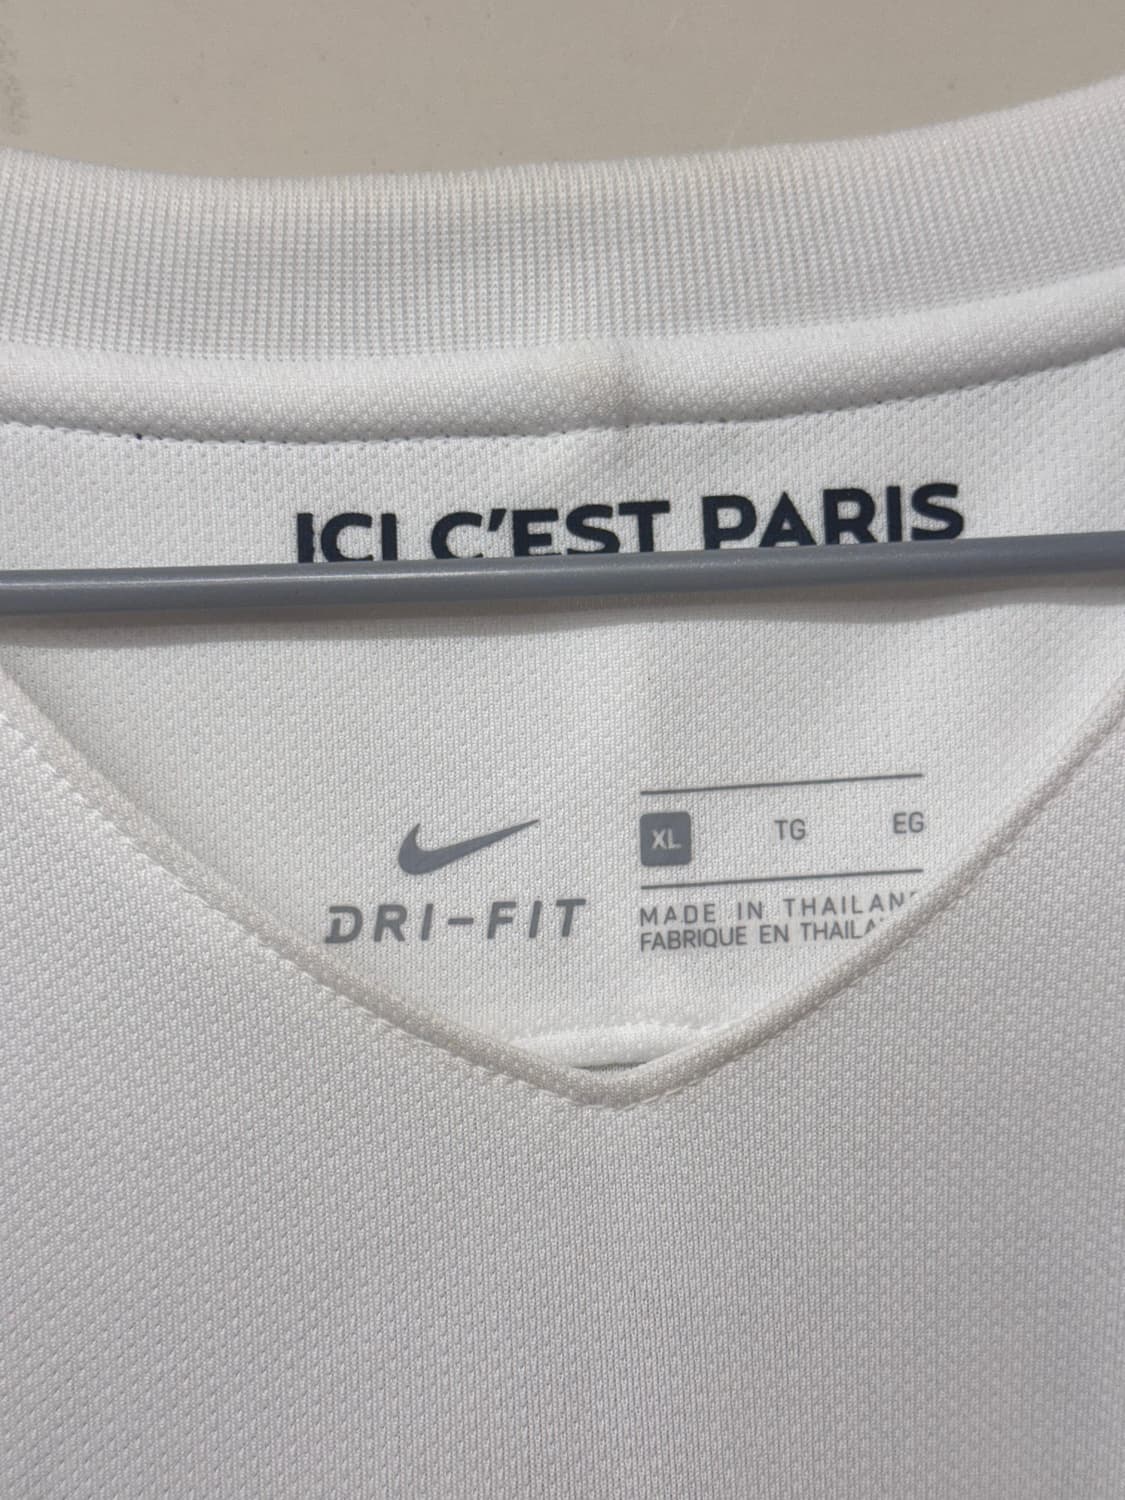 ICI C'EST PARIS
DRI-FIT
XL TG EG
MADE IN THAILAN
FABRIQUE EN THAILA